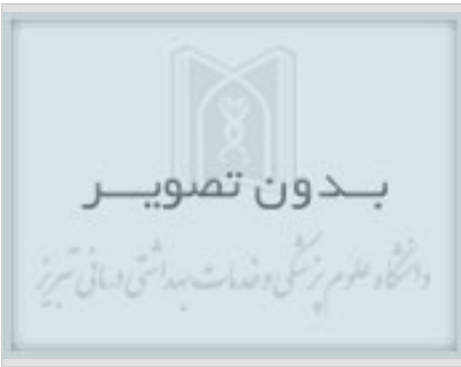 بدون تصویر
دانشگاه علوم پزشکی و خدمات بهداشتی درمانی تبریز